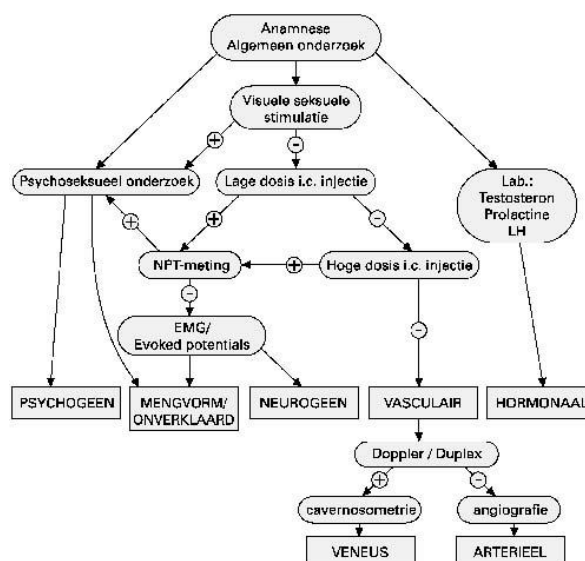 Anamnese
Algemeen onderzoek
Visuele seksuele
stimulatie
+
-
Psychoseksueel onderzoek
Lage dosis i.c. injectie
Lab.:
Testosteron
Prolactine
LH
+
+
-
NPT-meting
+
Hoge dosis i.c. injectie
-
-
EMG/
Evoked potentials
PSYCHOGEEN
MENGVORM/
ONVERKLAARD
NEUROGEEN
VASCULAIR
HORMONAAL
Doppler / Duplex
+
-
cavernosometrie
angiografie
VENEUS
ARTERIEEL